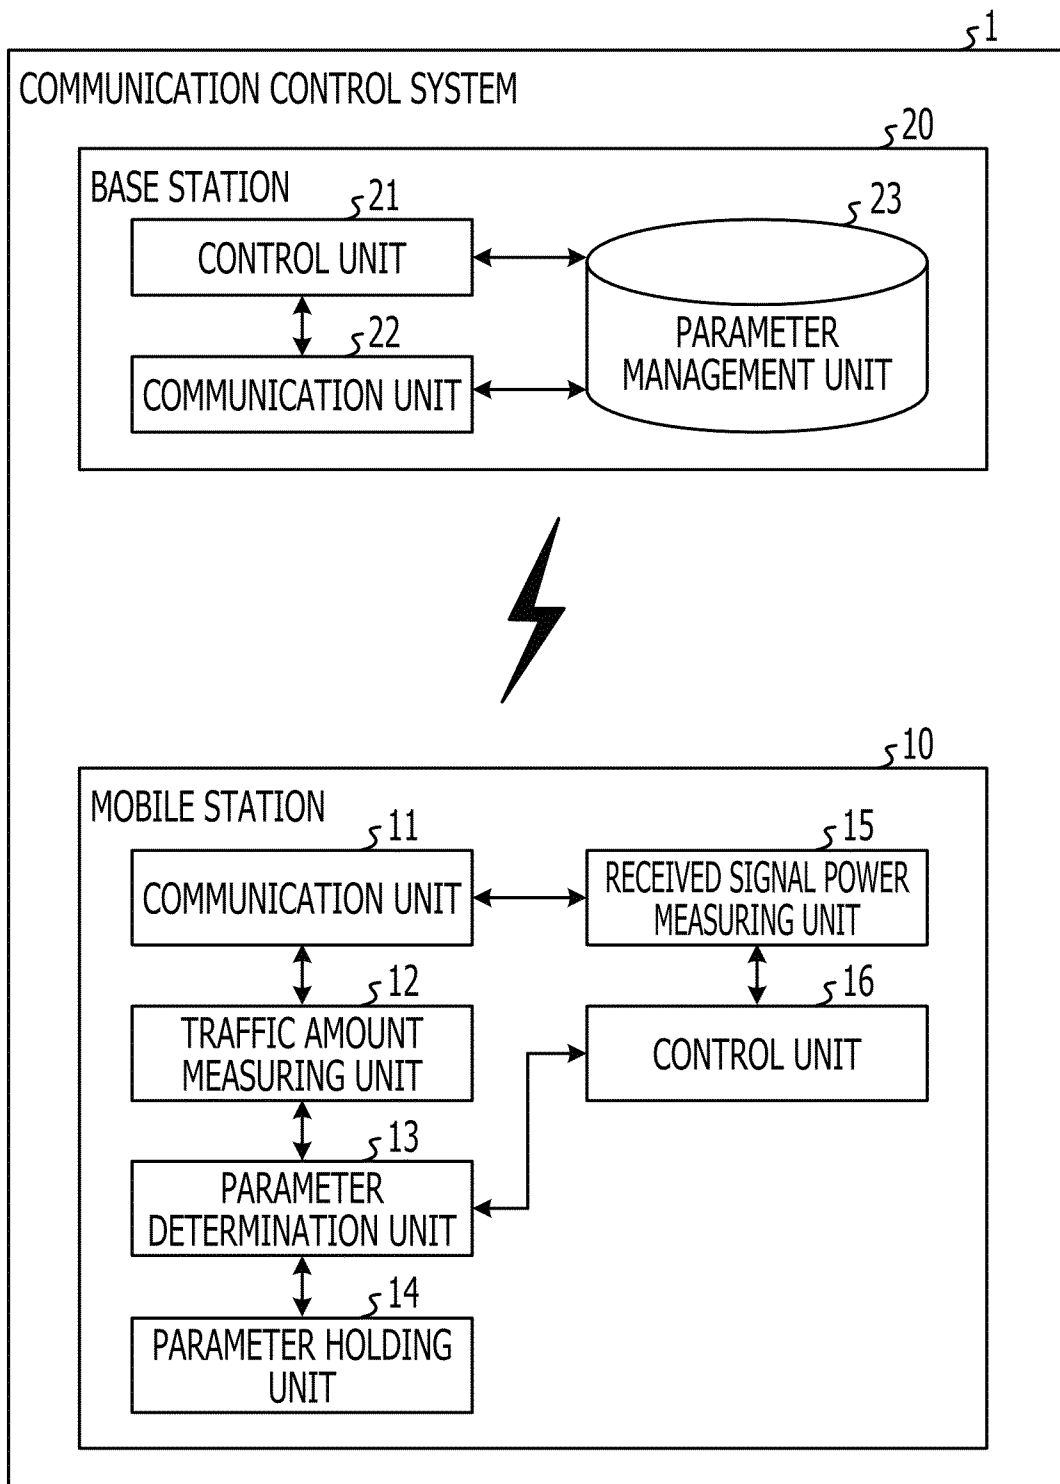 1
COMMUNICATION CONTROL SYSTEM
20
BASE STATION
21
CONTROL UNIT
22
COMMUNICATION UNIT
23
PARAMETER
MANAGEMENT UNIT
10
MOBILE STATION
11
COMMUNICATION UNIT
12
TRAFFIC AMOUNT
MEASURING UNIT
13
PARAMETER
DETERMINATION UNIT
14
PARAMETER HOLDING
UNIT
15
RECEIVED SIGNAL POWER
MEASURING UNIT
16
CONTROL UNIT